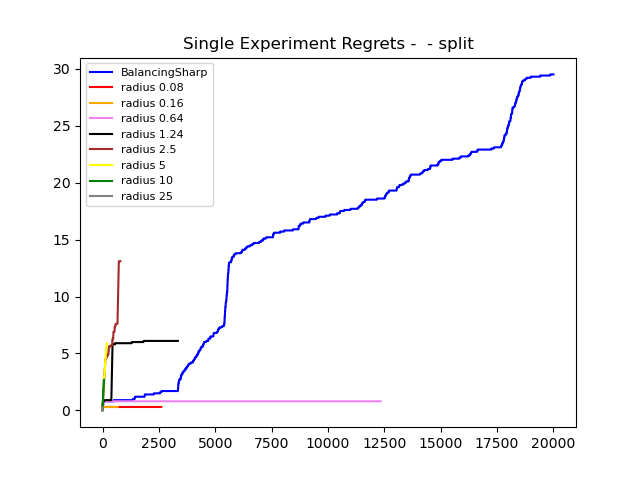 Single Experiment Regrets -  - split
BalancingSharp
radius 0.08
radius 0.16
radius 0.64
radius 1.24
radius 2.5
radius 5
radius 10
radius 25
30
25
20
15
10
5
0
0 2500 5000 7500 10000 12500 15000 17500 20000